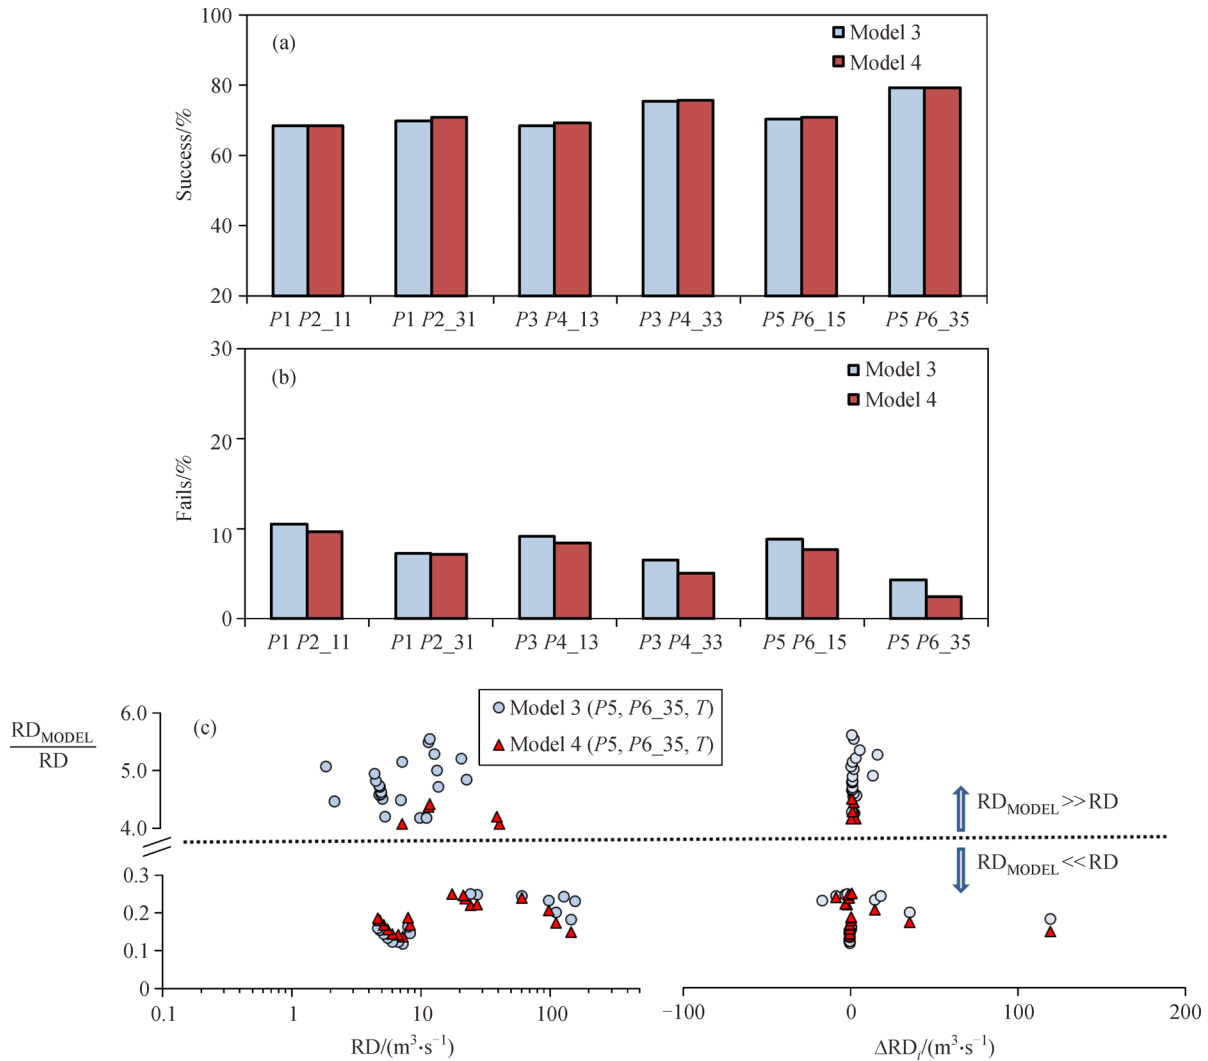 100
80
60
40
20
Success/%
(a)
Model 3
Model 4
P1 P2_11
P1 P2_31
P3 P4_13
P3 P4_33
P5 P6_15
P5 P6_35
30
20
10
0
Fails/%
(b)
Model 3
Model 4
P1 P2_11
P1 P2_31
P3 P4_13
P3 P4_33
P5 P6_15
P5 P6_35
RD_MODEL
RD
(c)
Model 3 (P5, P6_35, T)
Model 4 (P5, P6_35, T)
6.0
5.0
4.0
RD_MODEL>>RD
RD_MODEL<<RD
0.3
0.2
0.1
0
0.1
1
10
100
RD/(m³·s⁻¹)
−100
0
100
200
ΔRDᵢ/(m³·s⁻¹)